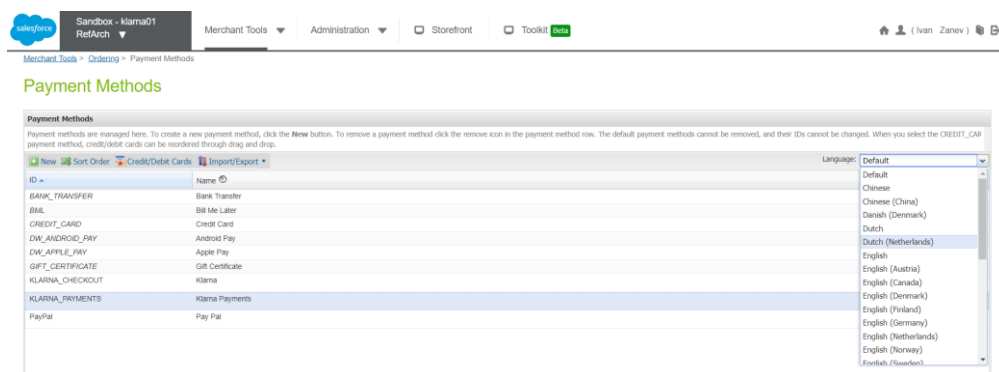 salesforce
Sandbox - klarna01
RefArch
Merchant Tools
Administration
Storefront
Toolkit Beta
( Ivan Zanev )
Merchant Tools > Ordering > Payment Methods
Payment Methods
Payment Methods
Payment methods are managed here. To create a new payment method, click the New button. To remove a payment method click the remove icon in the payment method row. The default payment methods cannot be removed, and their IDs cannot be changed. When you select the CREDIT_CAR
payment method, credit/debit cards can be reordered through drag and drop.
New Sort Order Credit/Debit Cards Import/Export Language: Default
ID Name
BANK_TRANSFER Bank Transfer
BML Bill Me Later
CREDIT_CARD Credit Card
DW_ANDROID_PAY Android Pay
DW_APPLE_PAY Apple Pay
GIFT_CERTIFICATE Gift Certificate
KLARNA_CHECKOUT Klarna
KLARNA_PAYMENTS Klarna Payments
PayPal Pay Pal
Default
Chinese
Chinese (China)
Danish (Denmark)
Dutch
Dutch (Netherlands)
English
English (Austria)
English (Canada)
English (Denmark)
English (Finland)
English (Germany)
English (Netherlands)
English (Norway)
English (Sweden)